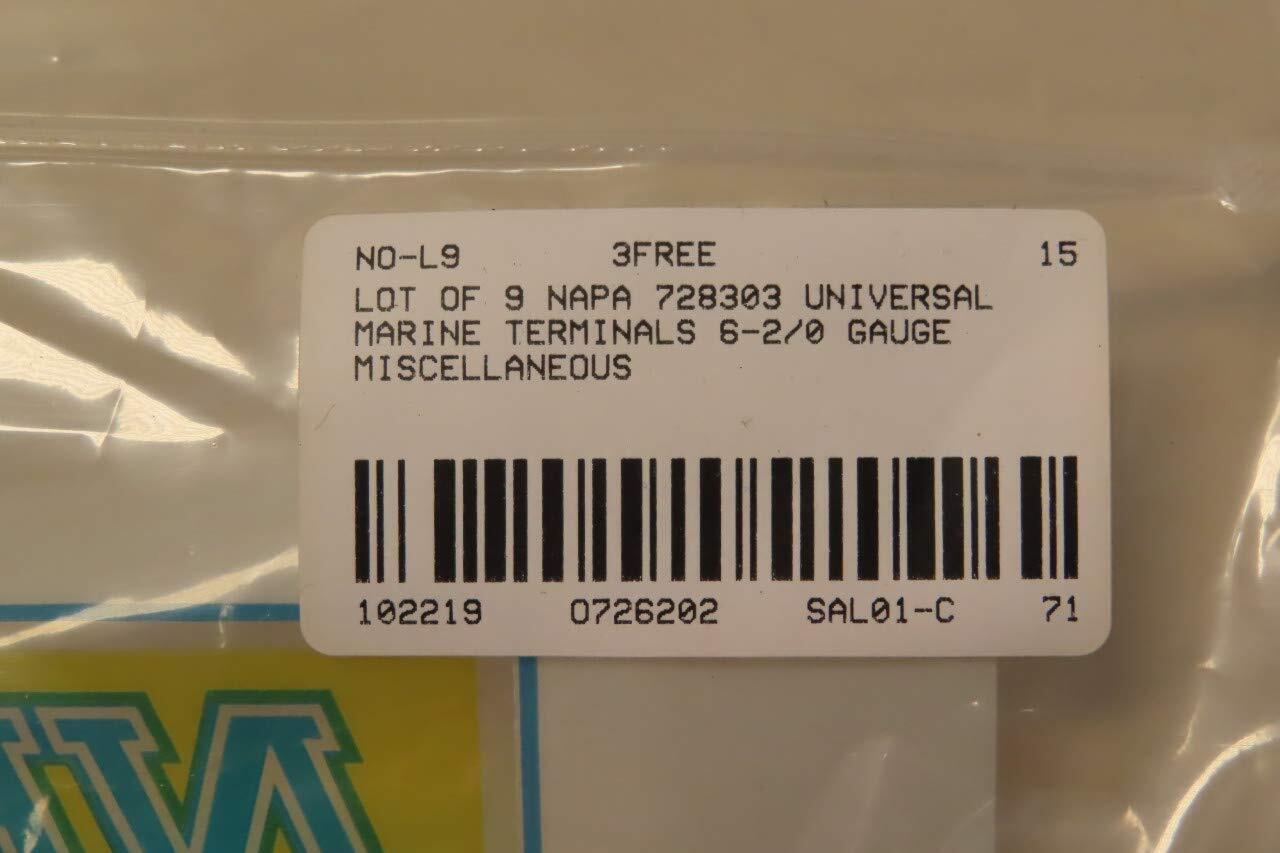 NO-L9 3FREE 15
LOT OF 9 NAPA 728303 UNIVERSAL
MARINE TERMINALS 6-2/0 GAUGE
MISCELLANEOUS
102219 0726202 SAL01-C 71